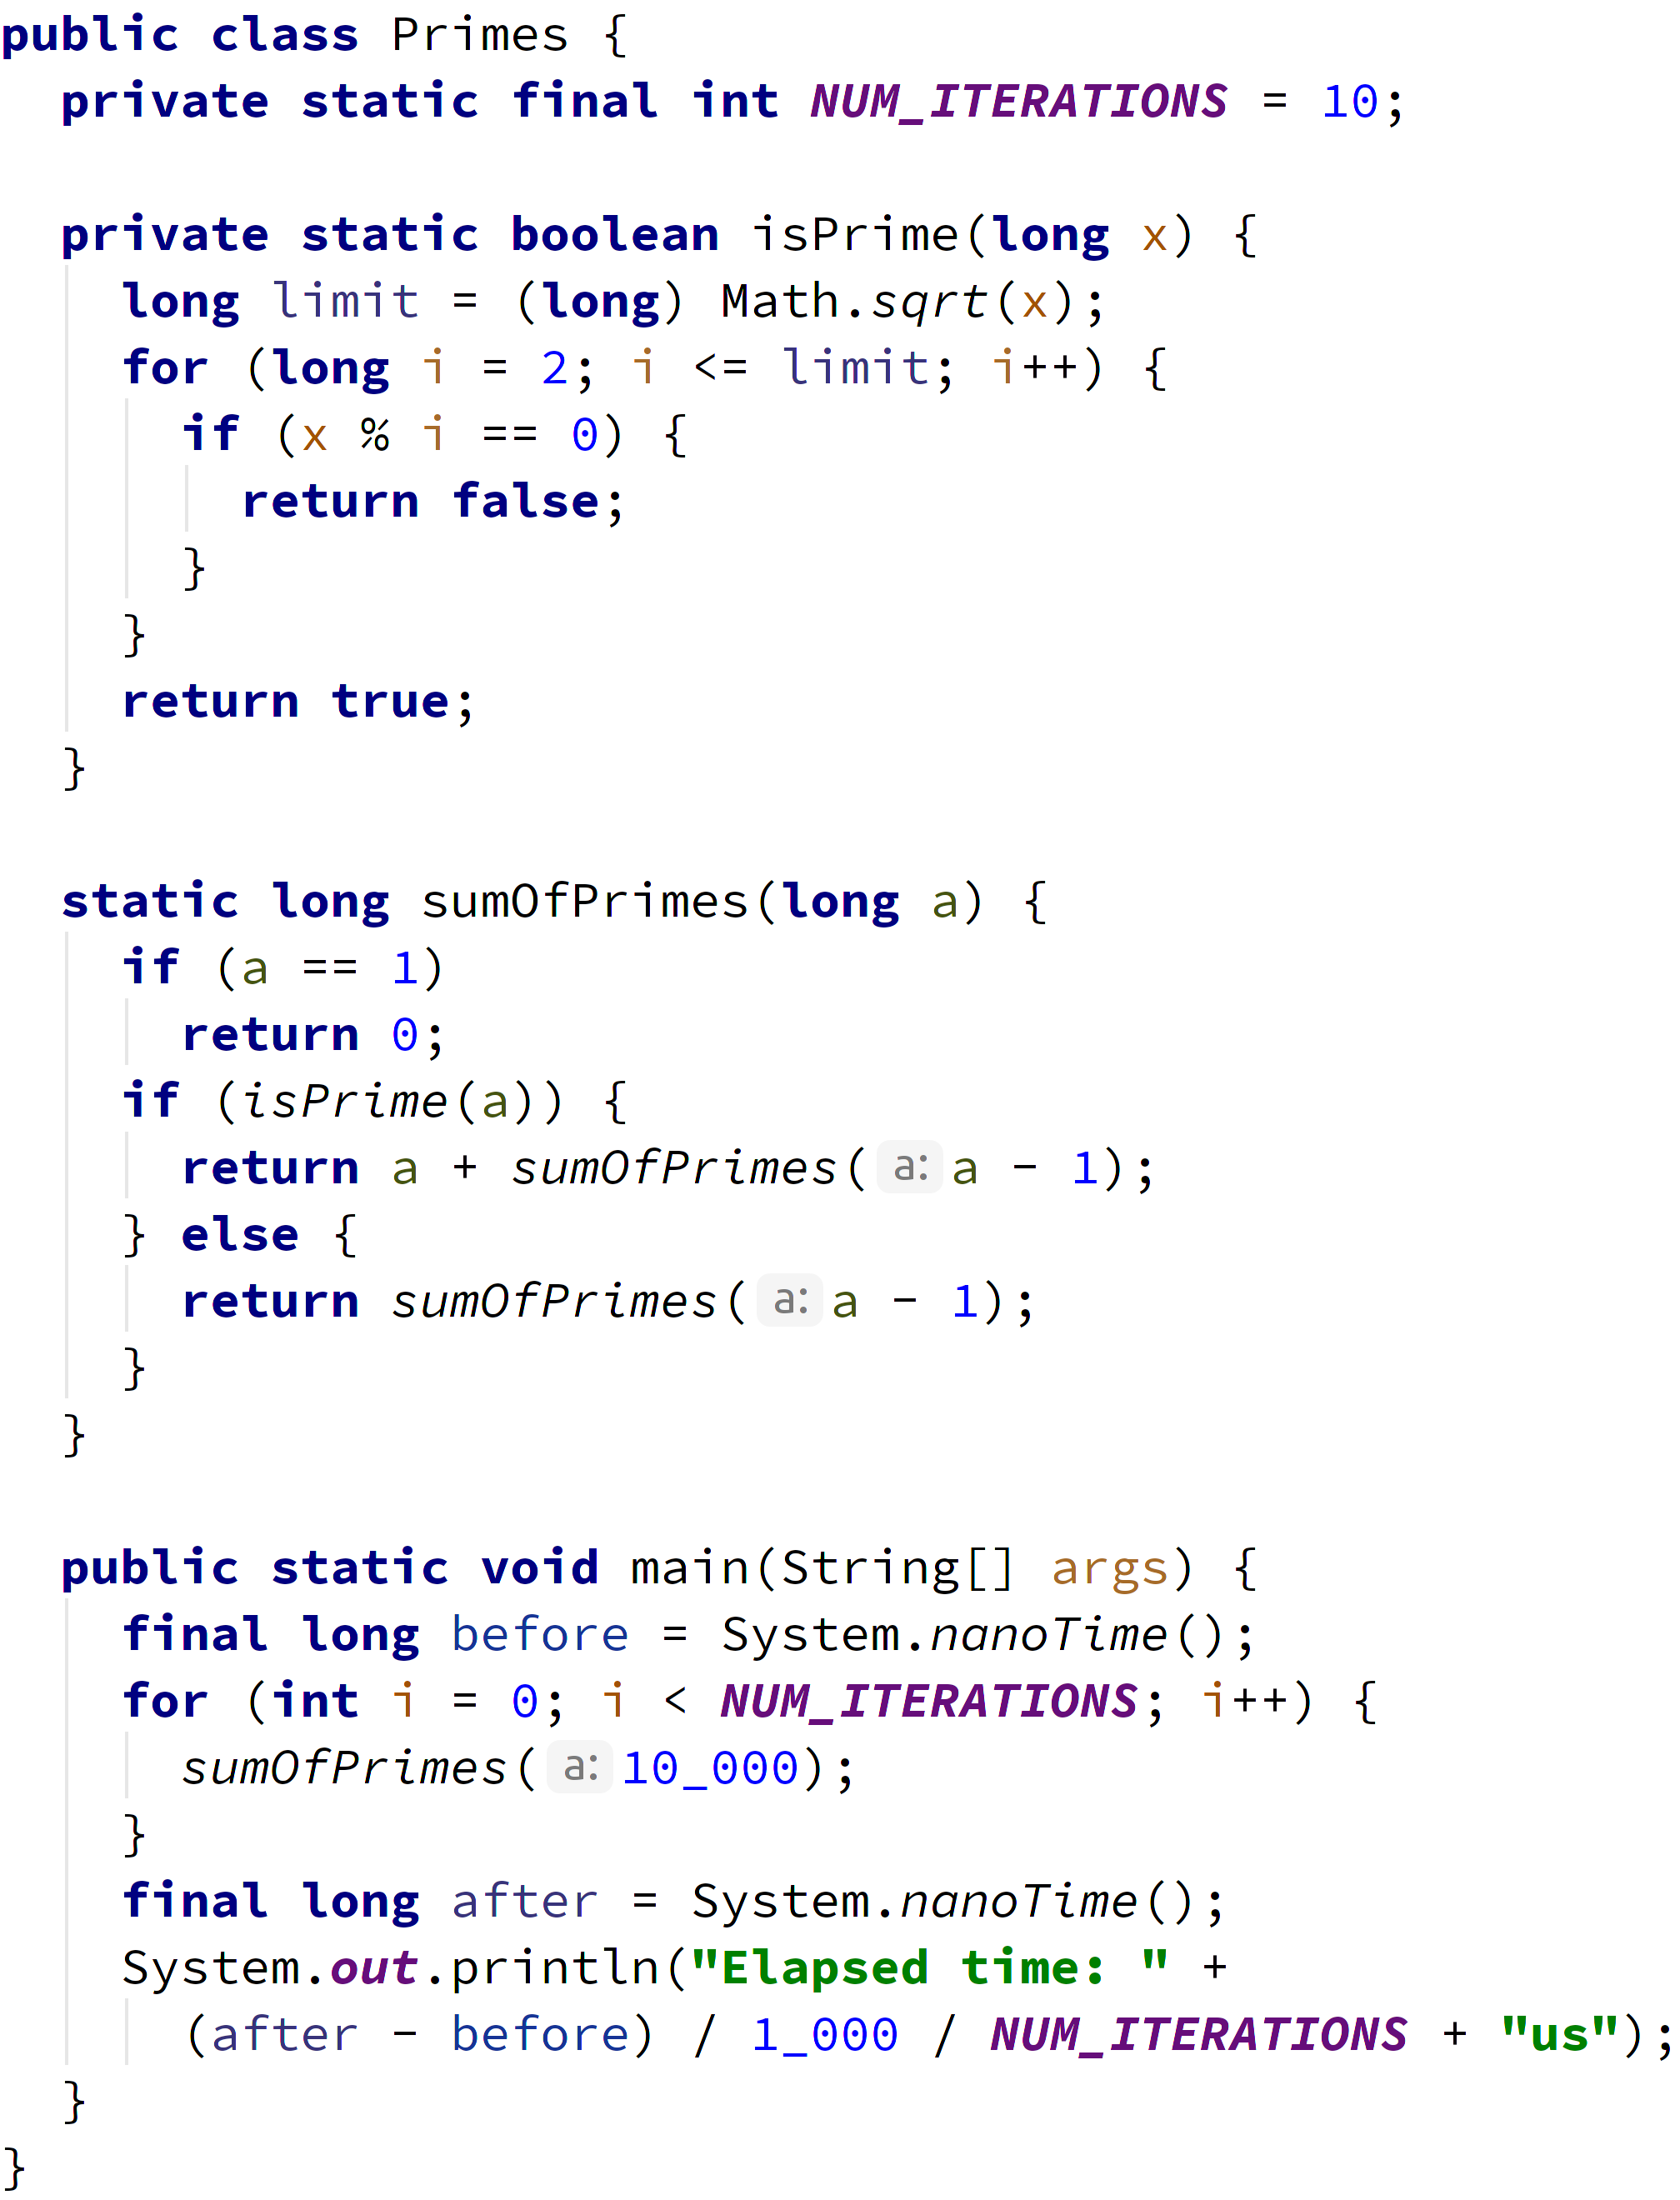 public class Primes {
  private static final int NUM_ITERATIONS = 10;

  private static boolean isPrime(long x) {
    long limit = (long) Math.sqrt(x);
    for (long i = 2; i <= limit; i++) {
      if (x % i == 0) {
        return false;
      }
    }
    return true;
  }

  static long sumOfPrimes(long a) {
    if (a == 1)
      return 0;
    if (isPrime(a)) {
      return a + sumOfPrimes( a: a - 1);
    } else {
      return sumOfPrimes( a: a - 1);
    }
  }

  public static void main(String[] args) {
    final long before = System.nanoTime();
    for (int i = 0; i < NUM_ITERATIONS; i++) {
      sumOfPrimes( a: 10_000);
    }
    final long after = System.nanoTime();
    System.out.println("Elapsed time: " +
      (after - before) / 1_000 / NUM_ITERATIONS + "us");
  }
}